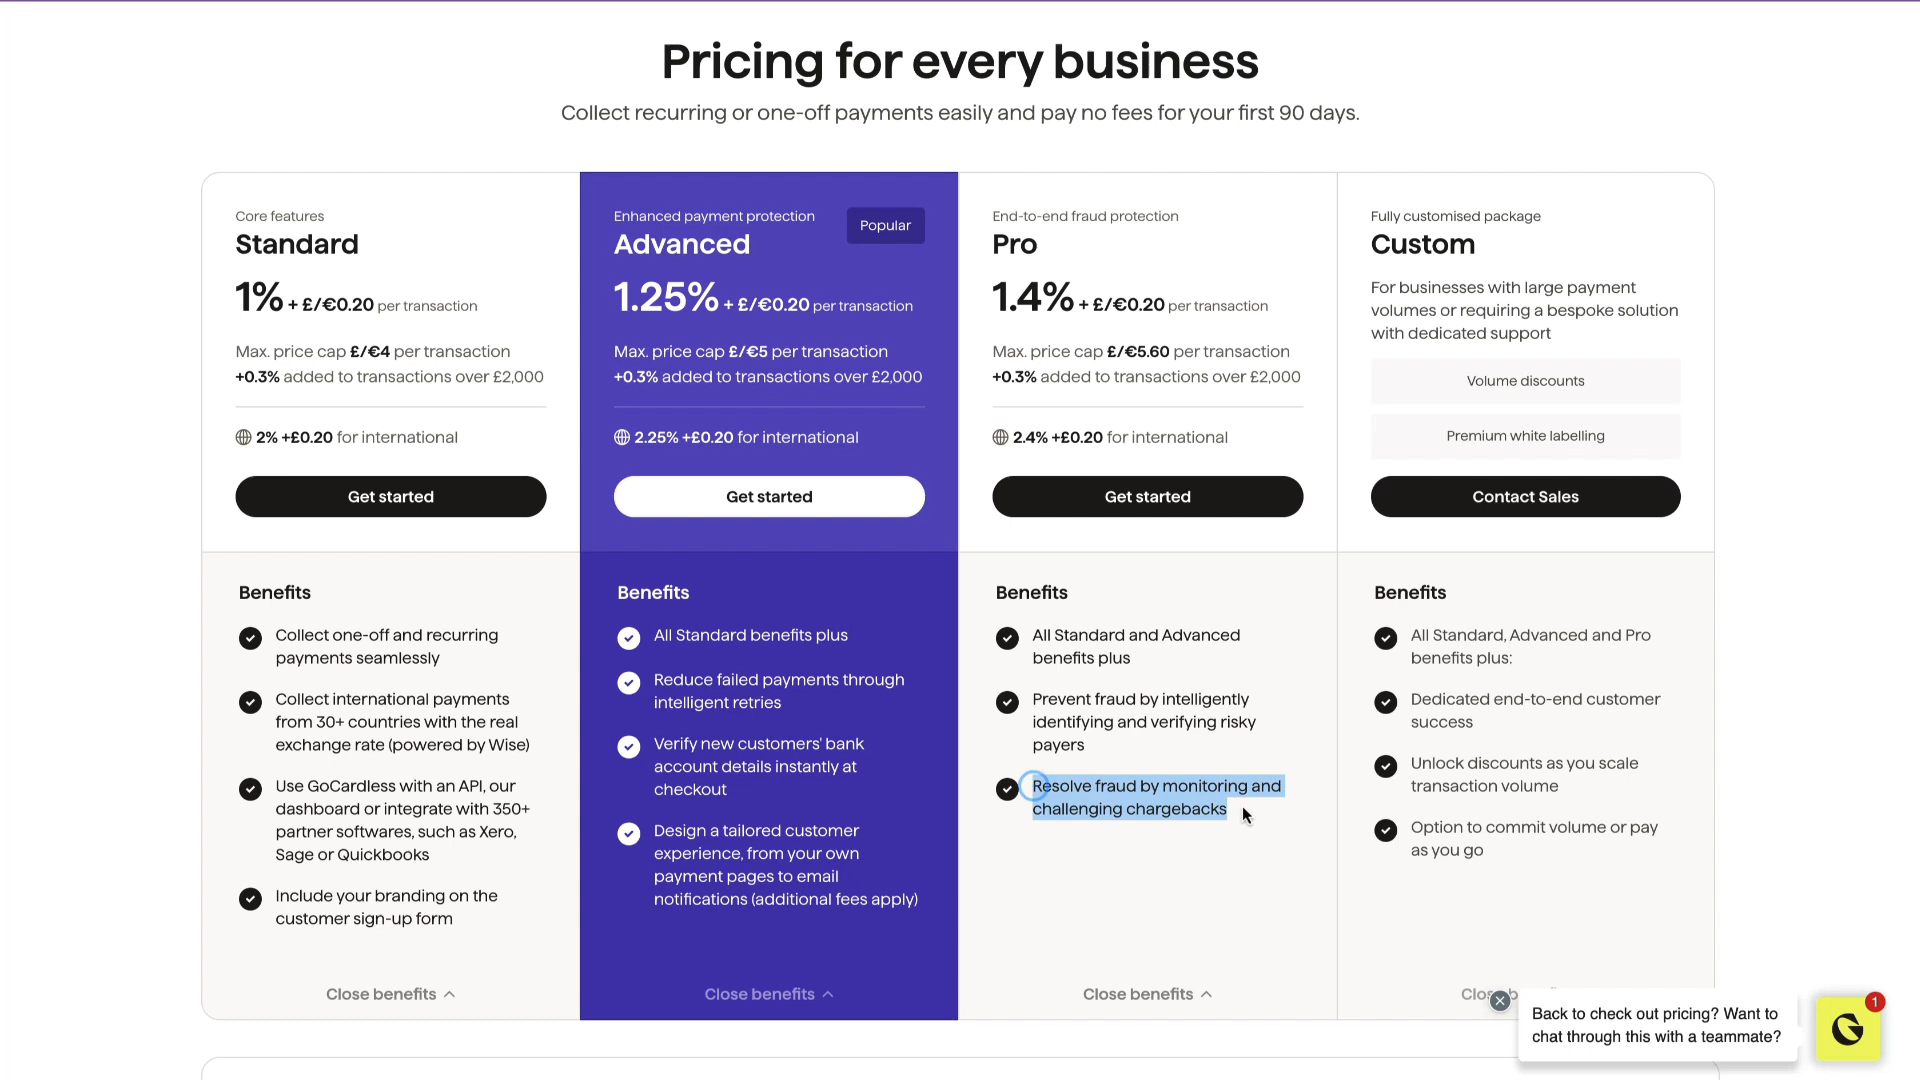 Pricing for every business
Collect recurring or one-off payments easily and pay no fees for your first 90 days.
Core features
Standard
1% + £/€0.20 per transaction
Max. price cap £/€4 per transaction
+0.3% added to transactions over £2,000
2% +£0.20 for international
Get started
Benefits
Collect one-off and recurring
payments seamlessly
Collect international payments
from 30+ countries with the real
exchange rate (powered by Wise)
Use GoCardless with an API, our
dashboard or integrate with 350+
partner softwares, such as Xero,
Sage or Quickbooks
Include your branding on the
customer sign-up form
Close benefits
Enhanced payment protection
Advanced
Popular
1.25% + £/€0.20 per transaction
Max. price cap £/€5 per transaction
+0.3% added to transactions over £2,000
2.25% +£0.20 for international
Get started
Benefits
All Standard benefits plus
Reduce failed payments through
intelligent retries
Verify new customers' bank
account details instantly at
checkout
Design a tailored customer
experience, from your own
payment pages to email
notifications (additional fees apply)
Close benefits
End-to-end fraud protection
Pro
1.4% + £/€0.20 per transaction
Max. price cap £/€5.60 per transaction
+0.3% added to transactions over £2,000
2.4% +£0.20 for international
Get started
Benefits
All Standard and Advanced
benefits plus
Prevent fraud by intelligently
identifying and verifying risky
payers
Resolve fraud by monitoring and
challenging chargebacks
Close benefits
Fully customised package
Custom
For businesses with large payment
volumes or requiring a bespoke solution
with dedicated support
Volume discounts
Premium white labelling
Contact Sales
Benefits
All Standard, Advanced and Pro
benefits plus:
Dedicated end-to-end customer
success
Unlock discounts as you scale
transaction volume
Option to commit volume or pay
as you go
Back to check out pricing? Want to
chat through this with a teammate?
1